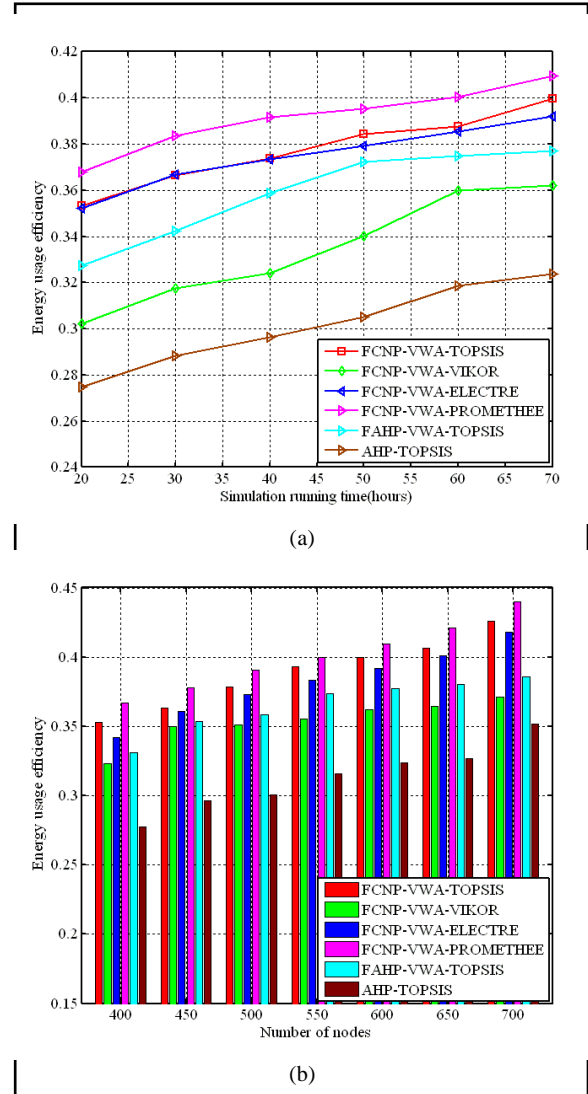 0.42
0.4
0.38
0.36
0.34
0.32
0.3
0.28
0.26
0.24
Energy usage efficiency
FCNP-VWA-TOPSIS
FCNP-VWA-VIKOR
FCNP-VWA-ELECTRE
FCNP-VWA-PROMETHEE
FAHP-VWA-TOPSIS
AHP-TOPSIS
20 25 30 35 40 45 50 55 60 65 70
Simulation running time(hours)
(a)
0.45
0.4
0.35
0.3
0.25
0.2
0.15
Energy usage efficiency
FCNP-VWA-TOPSIS
FCNP-VWA-VIKOR
FCNP-VWA-ELECTRE
FCNP-VWA-PROMETHEE
FAHP-VWA-TOPSIS
AHP-TOPSIS
400 450 500 550 600 650 700
Number of nodes
(b)